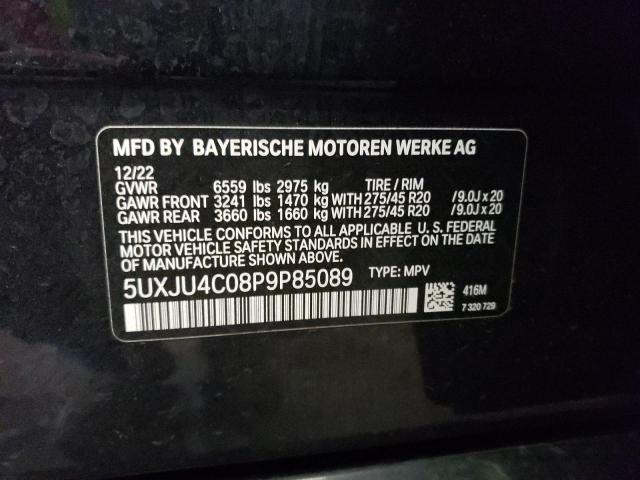 MFD BY BAYERISCHE MOTOREN WERKE AG
12/22
GVWR 6559 lbs 2975 kg TIRE / RIM
GAWR FRONT 3241 lbs 1470 kg WITH 275/45 R20 /9.0J x 20
GAWR REAR 3660 lbs 1660 kg WITH 275/45 R20 /9.0J x 20
THIS VEHICLE CONFORMS TO ALL APPLICABLE U. S. FEDERAL
MOTOR VEHICLE SAFETY STANDARDS IN EFFECT ON THE DATE
OF MANUFACTURE SHOWN ABOVE.
5UXJU4C08P9P85089 TYPE: MPV
416M
7 320 729